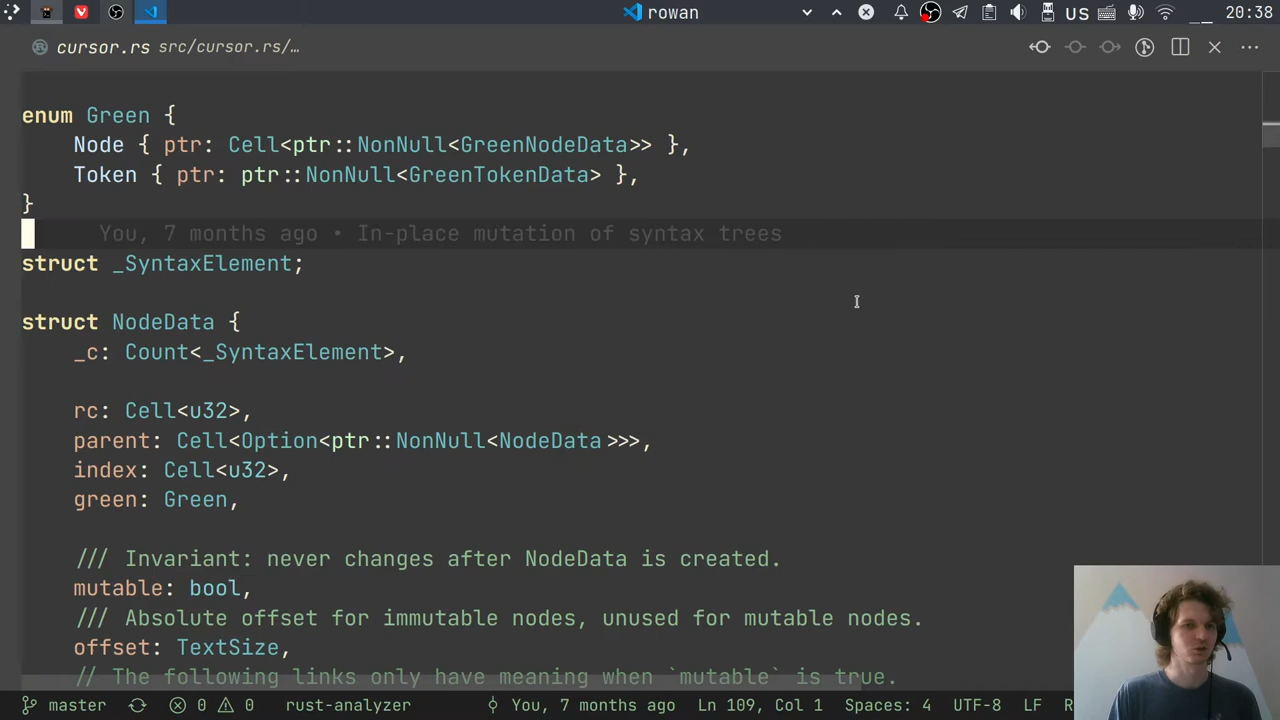 rowan
US
20:38
cursor.rs src/cursor.rs/…
enum Green {
Node { ptr: Cell<ptr::NonNull<GreenNodeData>> },
Token { ptr: ptr::NonNull<GreenTokenData> },
}
You, 7 months ago • In-place mutation of syntax trees
struct _SyntaxElement;
struct NodeData {
_c: Count<_SyntaxElement>,
rc: Cell<u32>,
parent: Cell<Option<ptr::NonNull<NodeData>>>,
index: Cell<u32>,
green: Green,
/// Invariant: never changes after NodeData is created.
mutable: bool,
/// Absolute offset for immutable nodes, unused for mutable nodes.
offset: TextSize,
// The following links only have meaning when `mutable` is true.
master 0 0 rust-analyzer You, 7 months ago Ln 109, Col 1 Spaces: 4 UTF-8 LF R